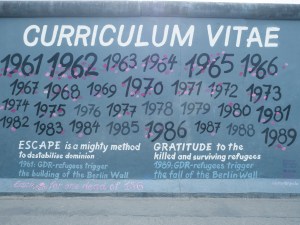 CURRICULUM VITAE
1961 1962 1963 1964 1965 1966
1967 1968 1969 1970 1971 1972 1973
1974 1975 1976 1977 1978 1979 1980 1981
1982 1983 1984 1985 1986 1987 1988 1989
ESCAPE is a mighty method
To destabilias dominion
1961: GDR-refugees Trigger
the building of the Berlin Wall
GRATITUDE to the
killed and surviving refugees
1989: GDR-refugees Trigger
the fall of the Berlin Wall